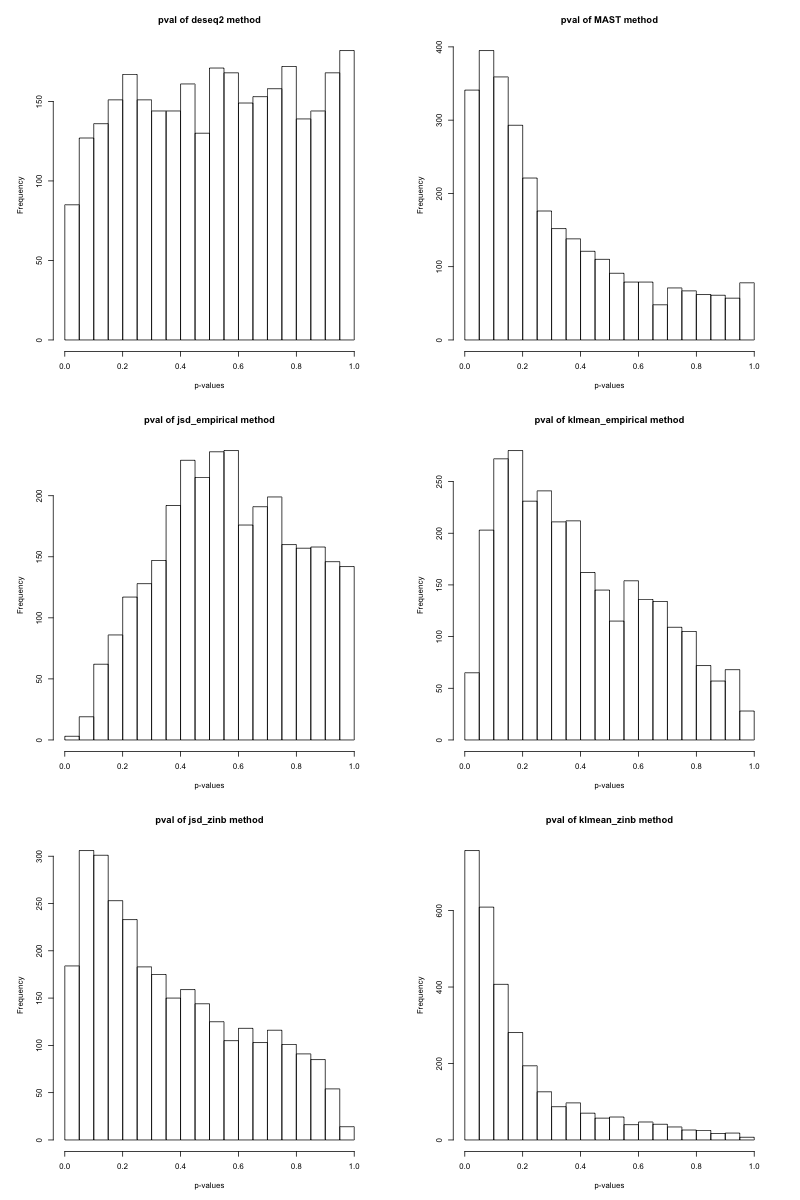 pval of deseq2 method
Frequency
0
50
100
150
0.0 0.2 0.4 0.6 0.8 1.0
p-values
pval of MAST method
Frequency
0
100
200
300
400
0.0 0.2 0.4 0.6 0.8 1.0
p-values
pval of jsd_empirical method
Frequency
0
50
100
150
200
0.0 0.2 0.4 0.6 0.8 1.0
p-values
pval of klmean_empirical method
Frequency
0
50
100
150
200
250
0.0 0.2 0.4 0.6 0.8 1.0
p-values
pval of jsd_zinb method
Frequency
0
50
100
150
200
250
300
0.0 0.2 0.4 0.6 0.8 1.0
p-values
pval of klmean_zinb method
Frequency
0
200
400
600
0.0 0.2 0.4 0.6 0.8 1.0
p-values